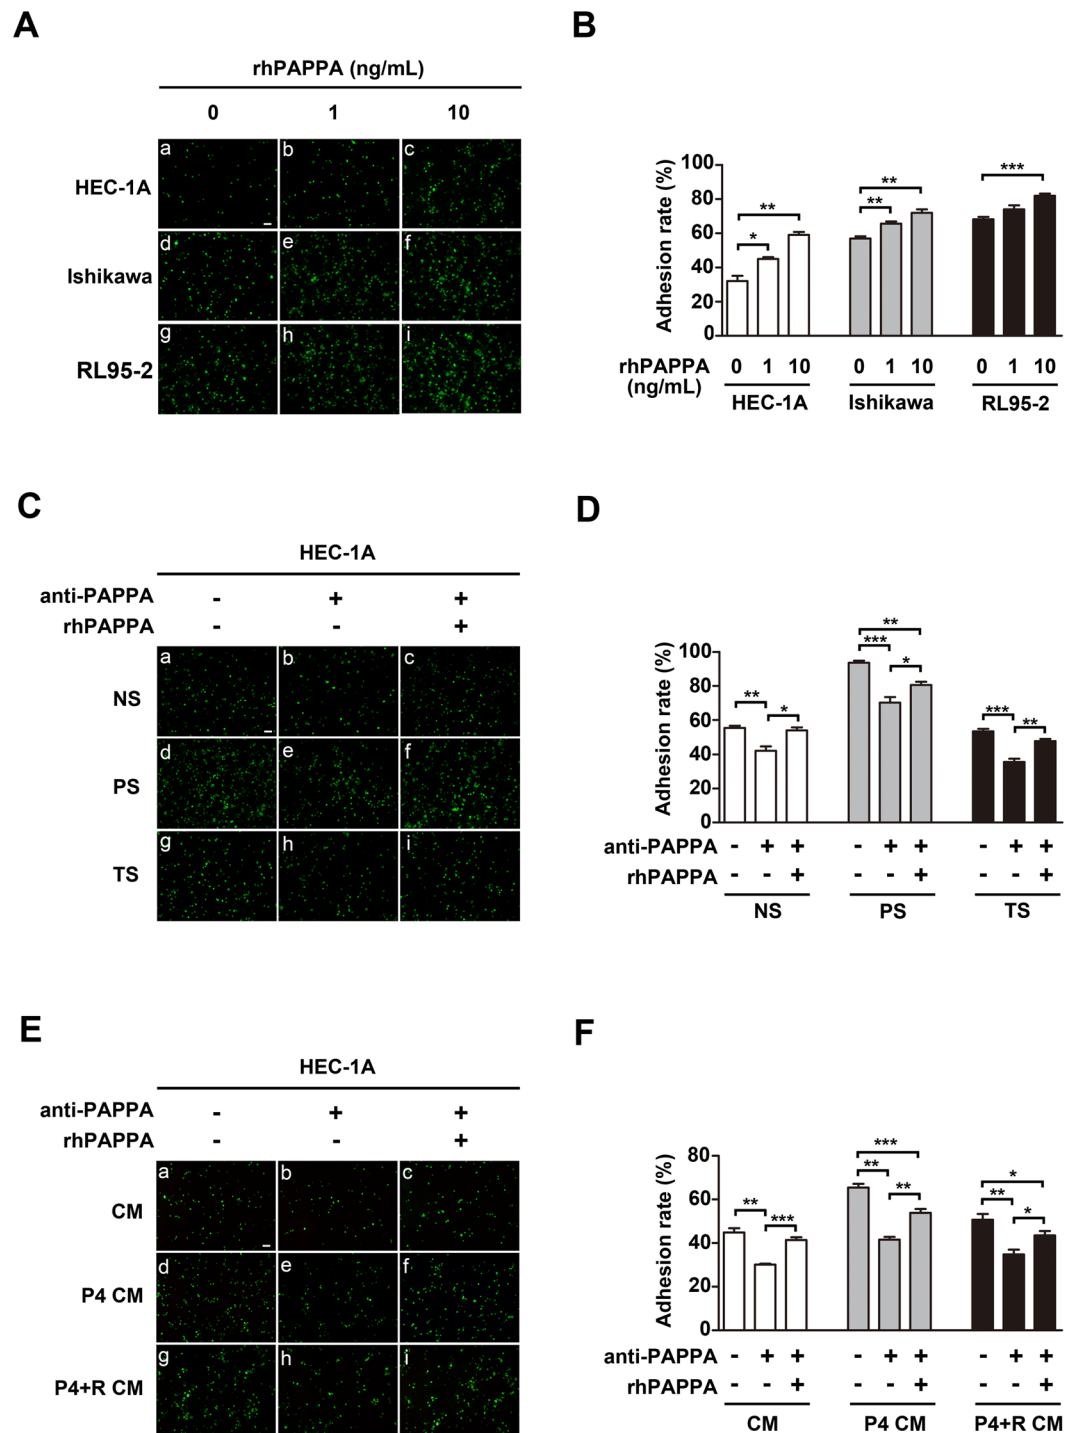 A
rhPAPPA (ng/mL)
0 1 10
HEC-1A a b c
Ishikawa d e f
RL95-2 g h i
B
Adhesion rate (%)
100
80
60
40
20
0
* ** ** ** ***
rhPAPPA (ng/mL) 0 1 10 0 1 10 0 1 10
HEC-1A Ishikawa RL95-2
C
HEC-1A
anti-PAPPA - + +
rhPAPPA - - +
NS a b c
PS d e f
TS g h i
D
Adhesion rate (%)
100
80
60
40
20
0
** * *** ** * *** **
anti-PAPPA - + + - + + - + +
rhPAPPA - - + - - + - - +
NS PS TS
E
HEC-1A
anti-PAPPA - + +
rhPAPPA - - +
CM a b c
P4 CM d e f
P4+R CM g h i
F
Adhesion rate (%)
80
60
40
20
0
** *** ** *** ** ** * *
anti-PAPPA - + + - + + - + +
rhPAPPA - - + - - + - - +
CM P4 CM P4+R CM